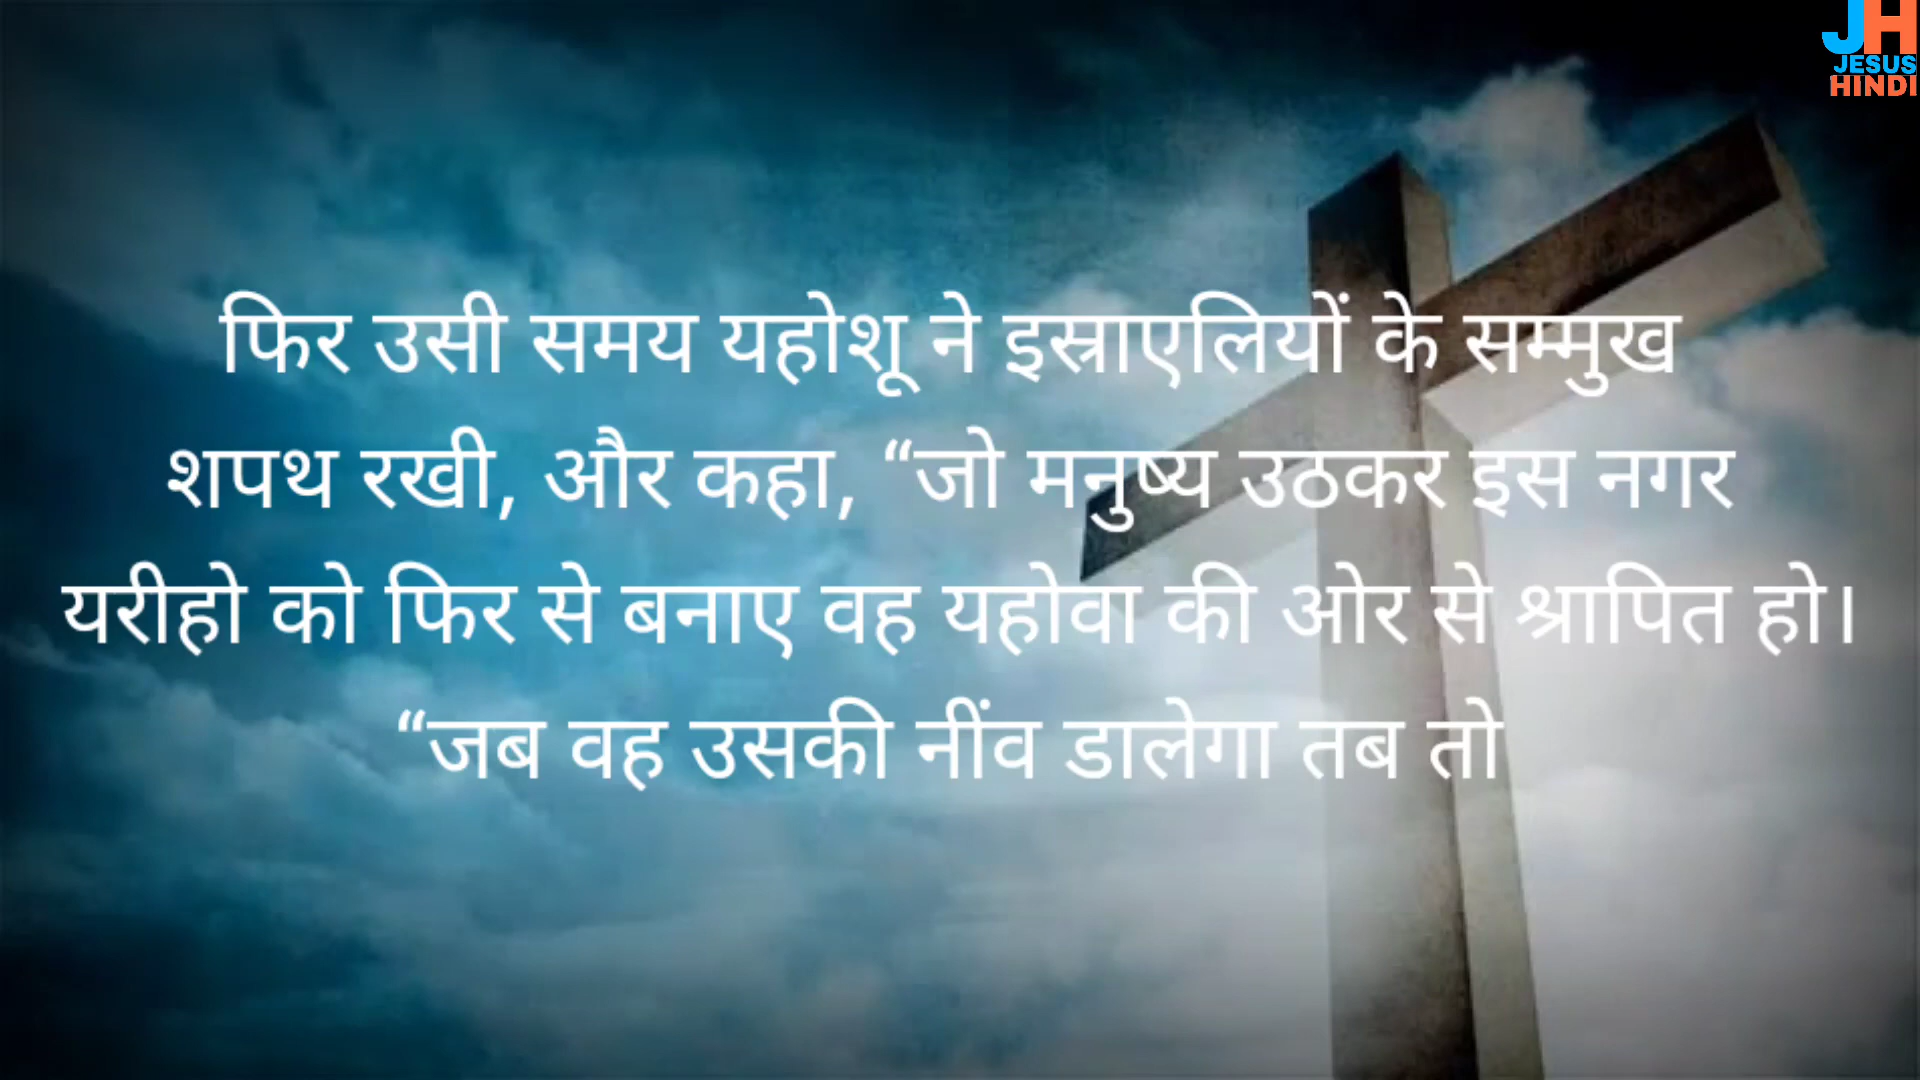 JH
JESUS
HINDI
फिर उसी समय यहोशू ने इस्राएलियों के सम्मुख
शपथ रखी, और कहा, “जो मनुष्य उठकर इस नगर
यरीहो को फिर से बनाए वह यहोवा की ओर से श्रापित हो।
“जब वह उसकी नींव डालेगा तब तो